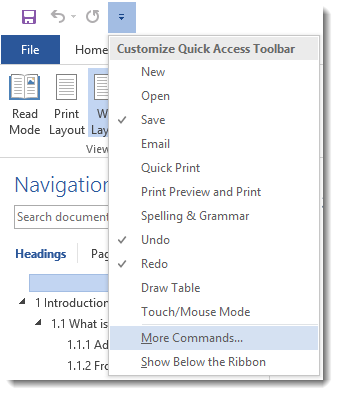 File
Home
Customize Quick Access Toolbar
New
Open
Save
Email
Quick Print
Print Preview and Print
Spelling & Grammar
Undo
Redo
Draw Table
Touch/Mouse Mode
More Commands...
Show Below the Ribbon
Read
Mode
Print
Layout
W
Lay
View
Navigation
Search documen
Headings
Pag
1 Introduction
1.1 What is
1.1.1 Ad
1.1.2 Fro